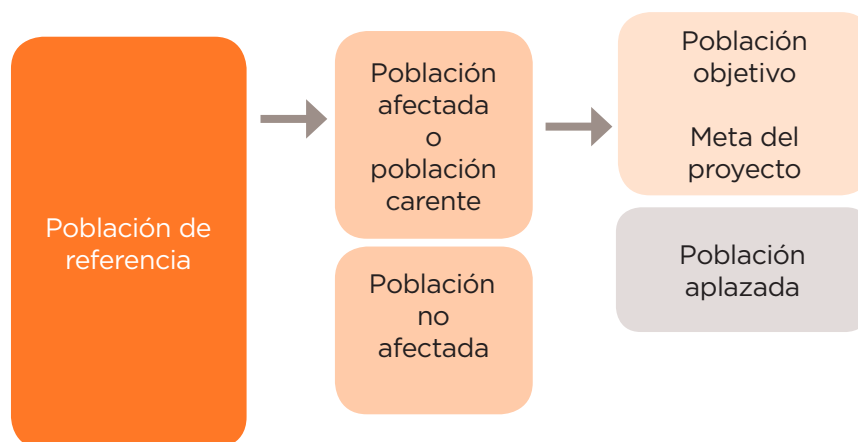 Población de
referencia
Población
afectada
o
población
carente
Población
no
afectada
Población
objetivo
Meta del
proyecto
Población
aplazada